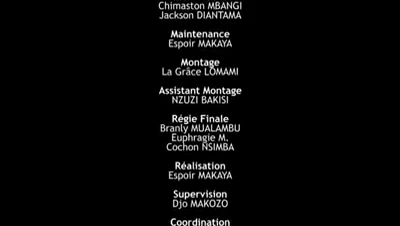 Chimaston MBANGI
Jackson DIANTAMA
Maintenance
Espoir MAKAYA
Montage
La Grâce LOMAMI
Assistant Montage
NZUZI BAKISI
Régie Finale
Branly MUALAMBU
Euphragie M.
Cochon NSIMBA
Réalisation
Espoir MAKAYA
Supervision
Djo MAKOZO
Coordination